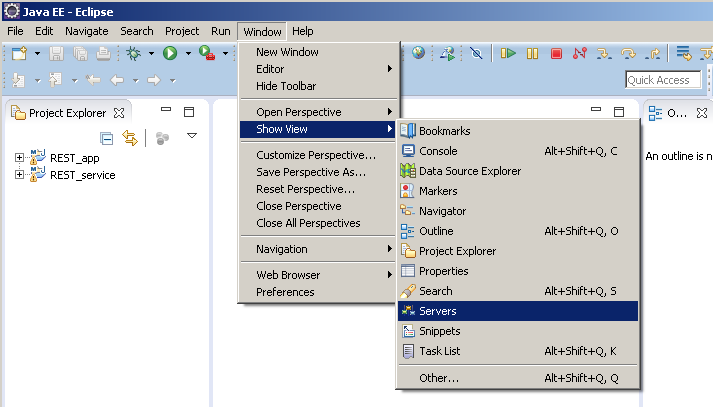 Java EE - Eclipse
File Edit Navigate Search Project Run Window Help
Quick Access
Project Explorer
REST_app
REST_service
New Window
Editor
Hide Toolbar
Open Perspective
Show View
Customize Perspective...
Save Perspective As...
Reset Perspective...
Close Perspective
Close All Perspectives
Navigation
Web Browser
Preferences
Bookmarks
Console Alt+Shift+Q, C
Data Source Explorer
Markers
Navigator
Outline Alt+Shift+Q, O
Project Explorer
Properties
Search Alt+Shift+Q, S
Servers
Snippets
Task List Alt+Shift+Q, K
Other... Alt+Shift+Q, Q
O...
An outline is n